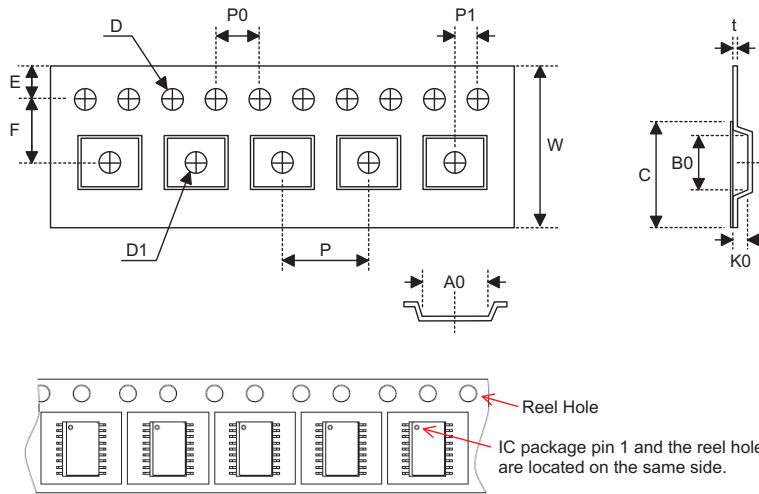 D
P0
P1
t
E
F
W
C
B0
D1
P
K0
A0
Reel Hole
IC package pin 1 and the reel hole
are located on the same side.